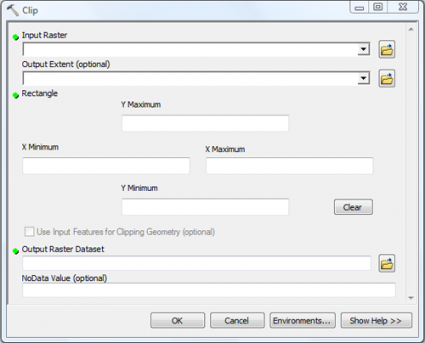 Clip
Input Raster
Output Extent (optional)
Rectangle
Y Maximum
X Minimum
X Maximum
Y Minimum
Clear
Use Input Features for Clipping Geometry (optional)
Output Raster Dataset
NoData Value (optional)
OK
Cancel
Environments...
Show Help >>